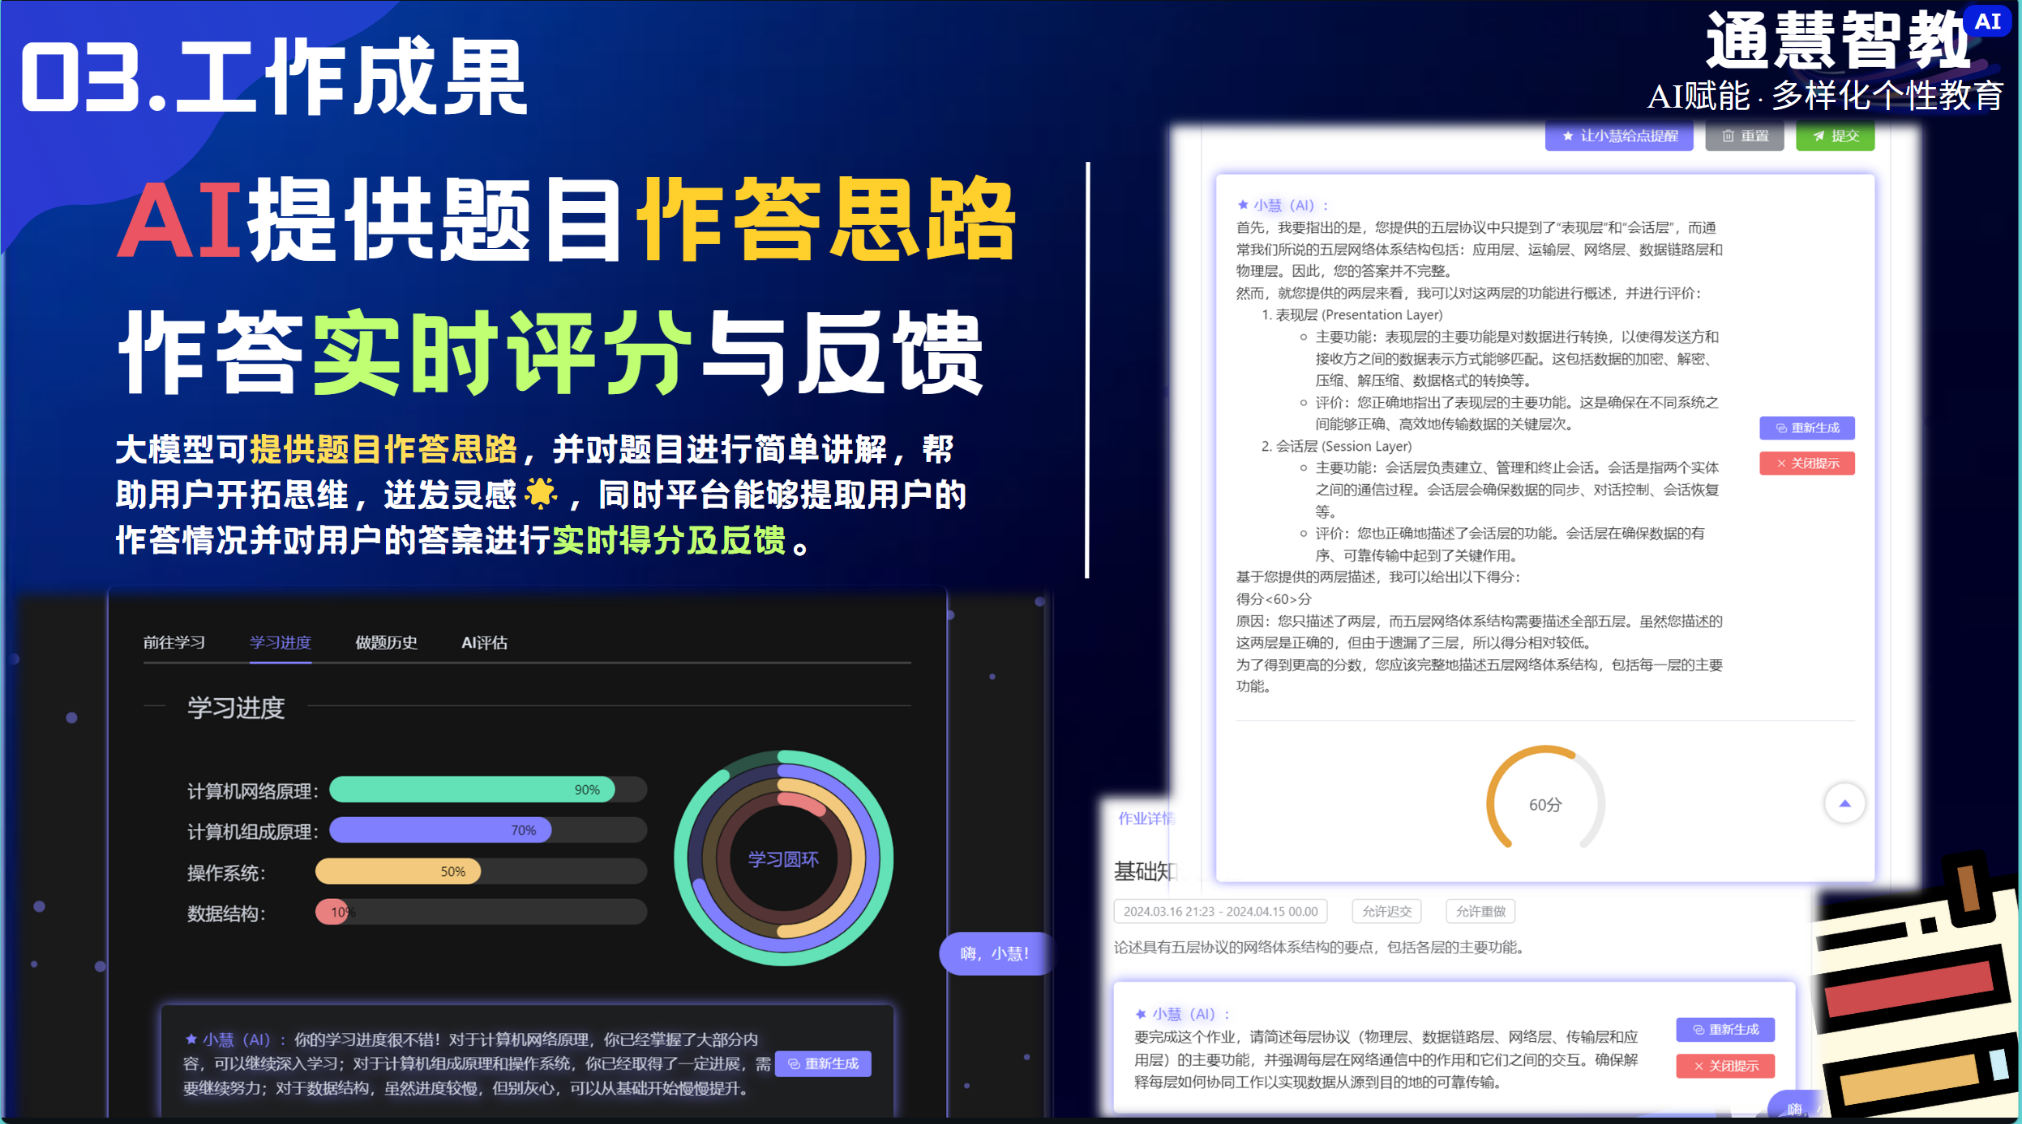 03.工作成果
通慧智教 AI
AI赋能·多样化个性教育
AI提供题目作答思路
作答实时评分与反馈
大模型可提供题目作答思路，并对题目进行简单讲解，帮
助用户开拓思维，迸发灵感🌟，同时平台能够提取用户的
作答情况并对用户的答案进行实时得分及反馈。
前往学习 学习进度 做题历史 AI评估
学习进度
计算机网络原理： 90%
计算机组成原理： 70%
操作系统： 50%
数据结构： 10%
学习圆环
嗨，小慧！
★ 小慧（AI）：你的学习进度很不错！对于计算机网络原理，你已经掌握了大部分内
容，可以继续深入学习；对于计算机组成原理和操作系统，你已经取得了一定进展，需
要继续努力；对于数据结构，虽然进度较慢，但别灰心，可以从基础开始慢慢提升。
重新生成
★ 让小慧给点提醒 重置 提交
★ 小慧（AI）：
首先，我要指出的是，您提供的五层协议中只提到了“表现层”和“会话层”，而通
常我们所说的五层网络体系结构包括：应用层、运输层、网络层、数据链路层和
物理层。因此，您的答案并不完整。
然而，就您提供的两层来看，我可以对这两层的功能进行概述，并进行评价：
1. 表现层 (Presentation Layer)
主要功能：表现层的主要功能是对数据进行转换，以使得发送方和
接收方之间的数据表示方式能够匹配。这包括数据的加密、解密、
压缩、解压缩、数据格式的转换等。
评价：您正确地指出了表现层的主要功能。这是确保在不同系统之
间能够正确、高效地传输数据的关键层次。
2. 会话层 (Session Layer)
主要功能：会话层负责建立、管理和终止会话。会话是指两个实体
之间的通信过程。会话层会确保数据的同步、对话控制、会话恢复
等。
评价：您也正确地描述了会话层的功能。会话层在确保数据的有
序、可靠传输中起到了关键作用。
基于您提供的两层描述，我可以给出以下得分：
得分<60>分
原因：您只描述了两层，而五层网络体系结构需要描述全部五层。虽然您描述的
这两层是正确的，但由于遗漏了三层，所以得分相对较低。
为了得到更高的分数，您应该完整地描述五层网络体系结构，包括每一层的主要
功能。
重新生成
× 关闭提示
60分
作业详情
基础知
2024.03.16 21:23 - 2024.04.15 00.00 允许迟交 允许重做
论述具有五层协议的网络体系结构的要点，包括各层的主要功能。
★ 小慧（AI）：
要完成这个作业，请简述每层协议（物理层、数据链路层、网络层、传输层和应
用层）的主要功能，并强调每层在网络通信中的作用和它们之间的交互。确保解
释每层如何协同工作以实现数据从源到目的地的可靠传输。
重新生成
× 关闭提示
嗨，